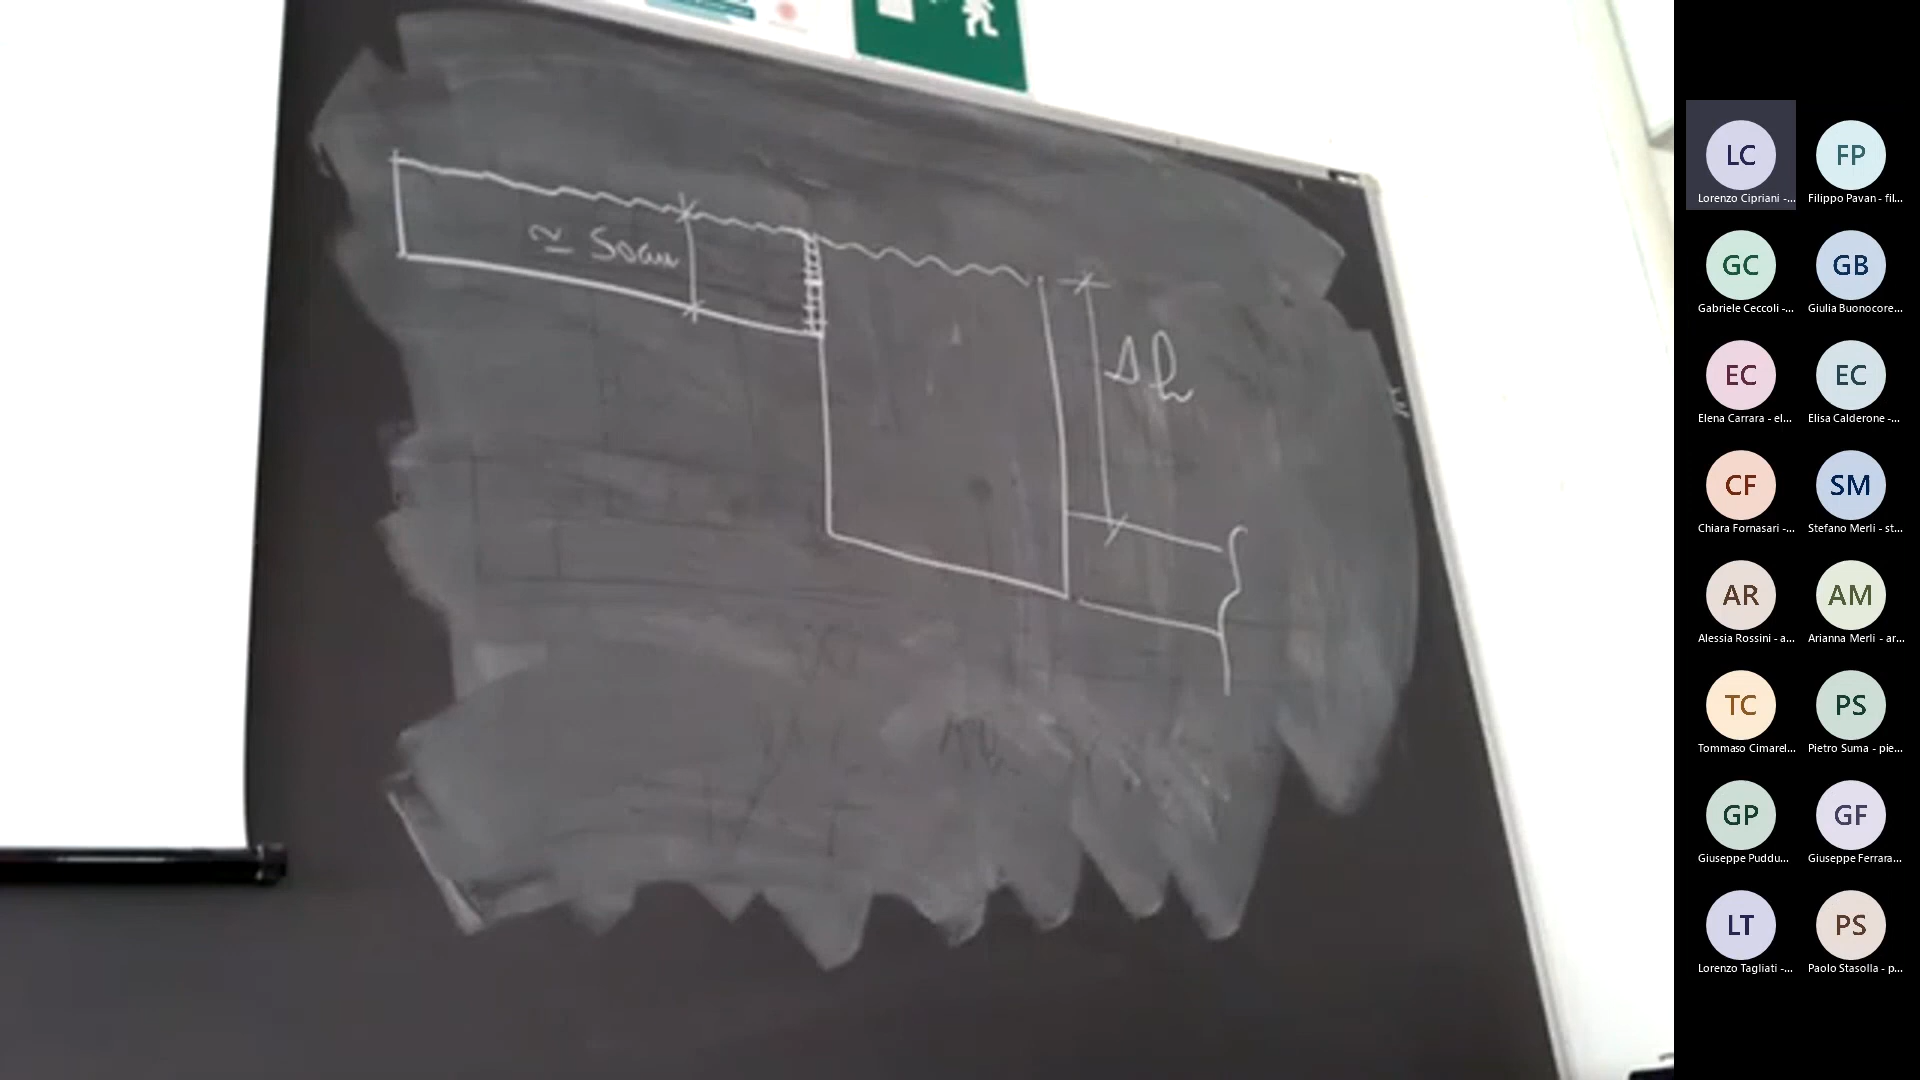 ≃ 50cm
Δh
LC
FP
Lorenzo Cipriani -...
Filippo Pavan - fil...
GC
GB
Gabriele Ceccoli -...
Giulia Buonocore...
EC
EC
Elena Carrara - el...
Elisa Calderone -...
CF
SM
Chiara Fornasari -...
Stefano Merli - st...
AR
AM
Alessia Rossini - a...
Arianna Merli - ar...
TC
PS
Tommaso Cimarel...
Pietro Suma - pie...
GP
GF
Giuseppe Puddu...
Giuseppe Ferrara...
LT
PS
Lorenzo Tagliati -...
Paolo Stasolla - p...